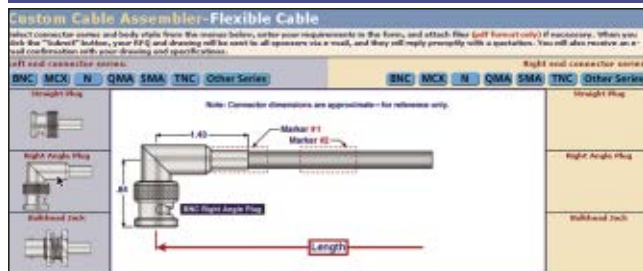 Custom Cable Assembler-Flexible Cable
Select connector series and body style from the menus below, enter your requirements in the form, and attach files (pdf format only) if necessary. When you
click the "Submit" button, your RFQ and drawing will be sent to all sponsors via e-mail, and they will reply promptly with a quotation. You will also receive an e-
mail confirmation with your drawing and specifications.
Left end connector series:
Right end connector series
BNC MCX N QMA SMA TNC Other Series
BNC MCX N QMA SMA TNC Other Series
Straight Plug
Note: Connector dimensions are approximate—for reference only.
Straight Plug
1.43
Marker #1
Marker #2
Right Angle Plug
Right Angle Plug
.84
BNC Right Angle Plug
Bulkhead Jack
Bulkhead Jack
Length